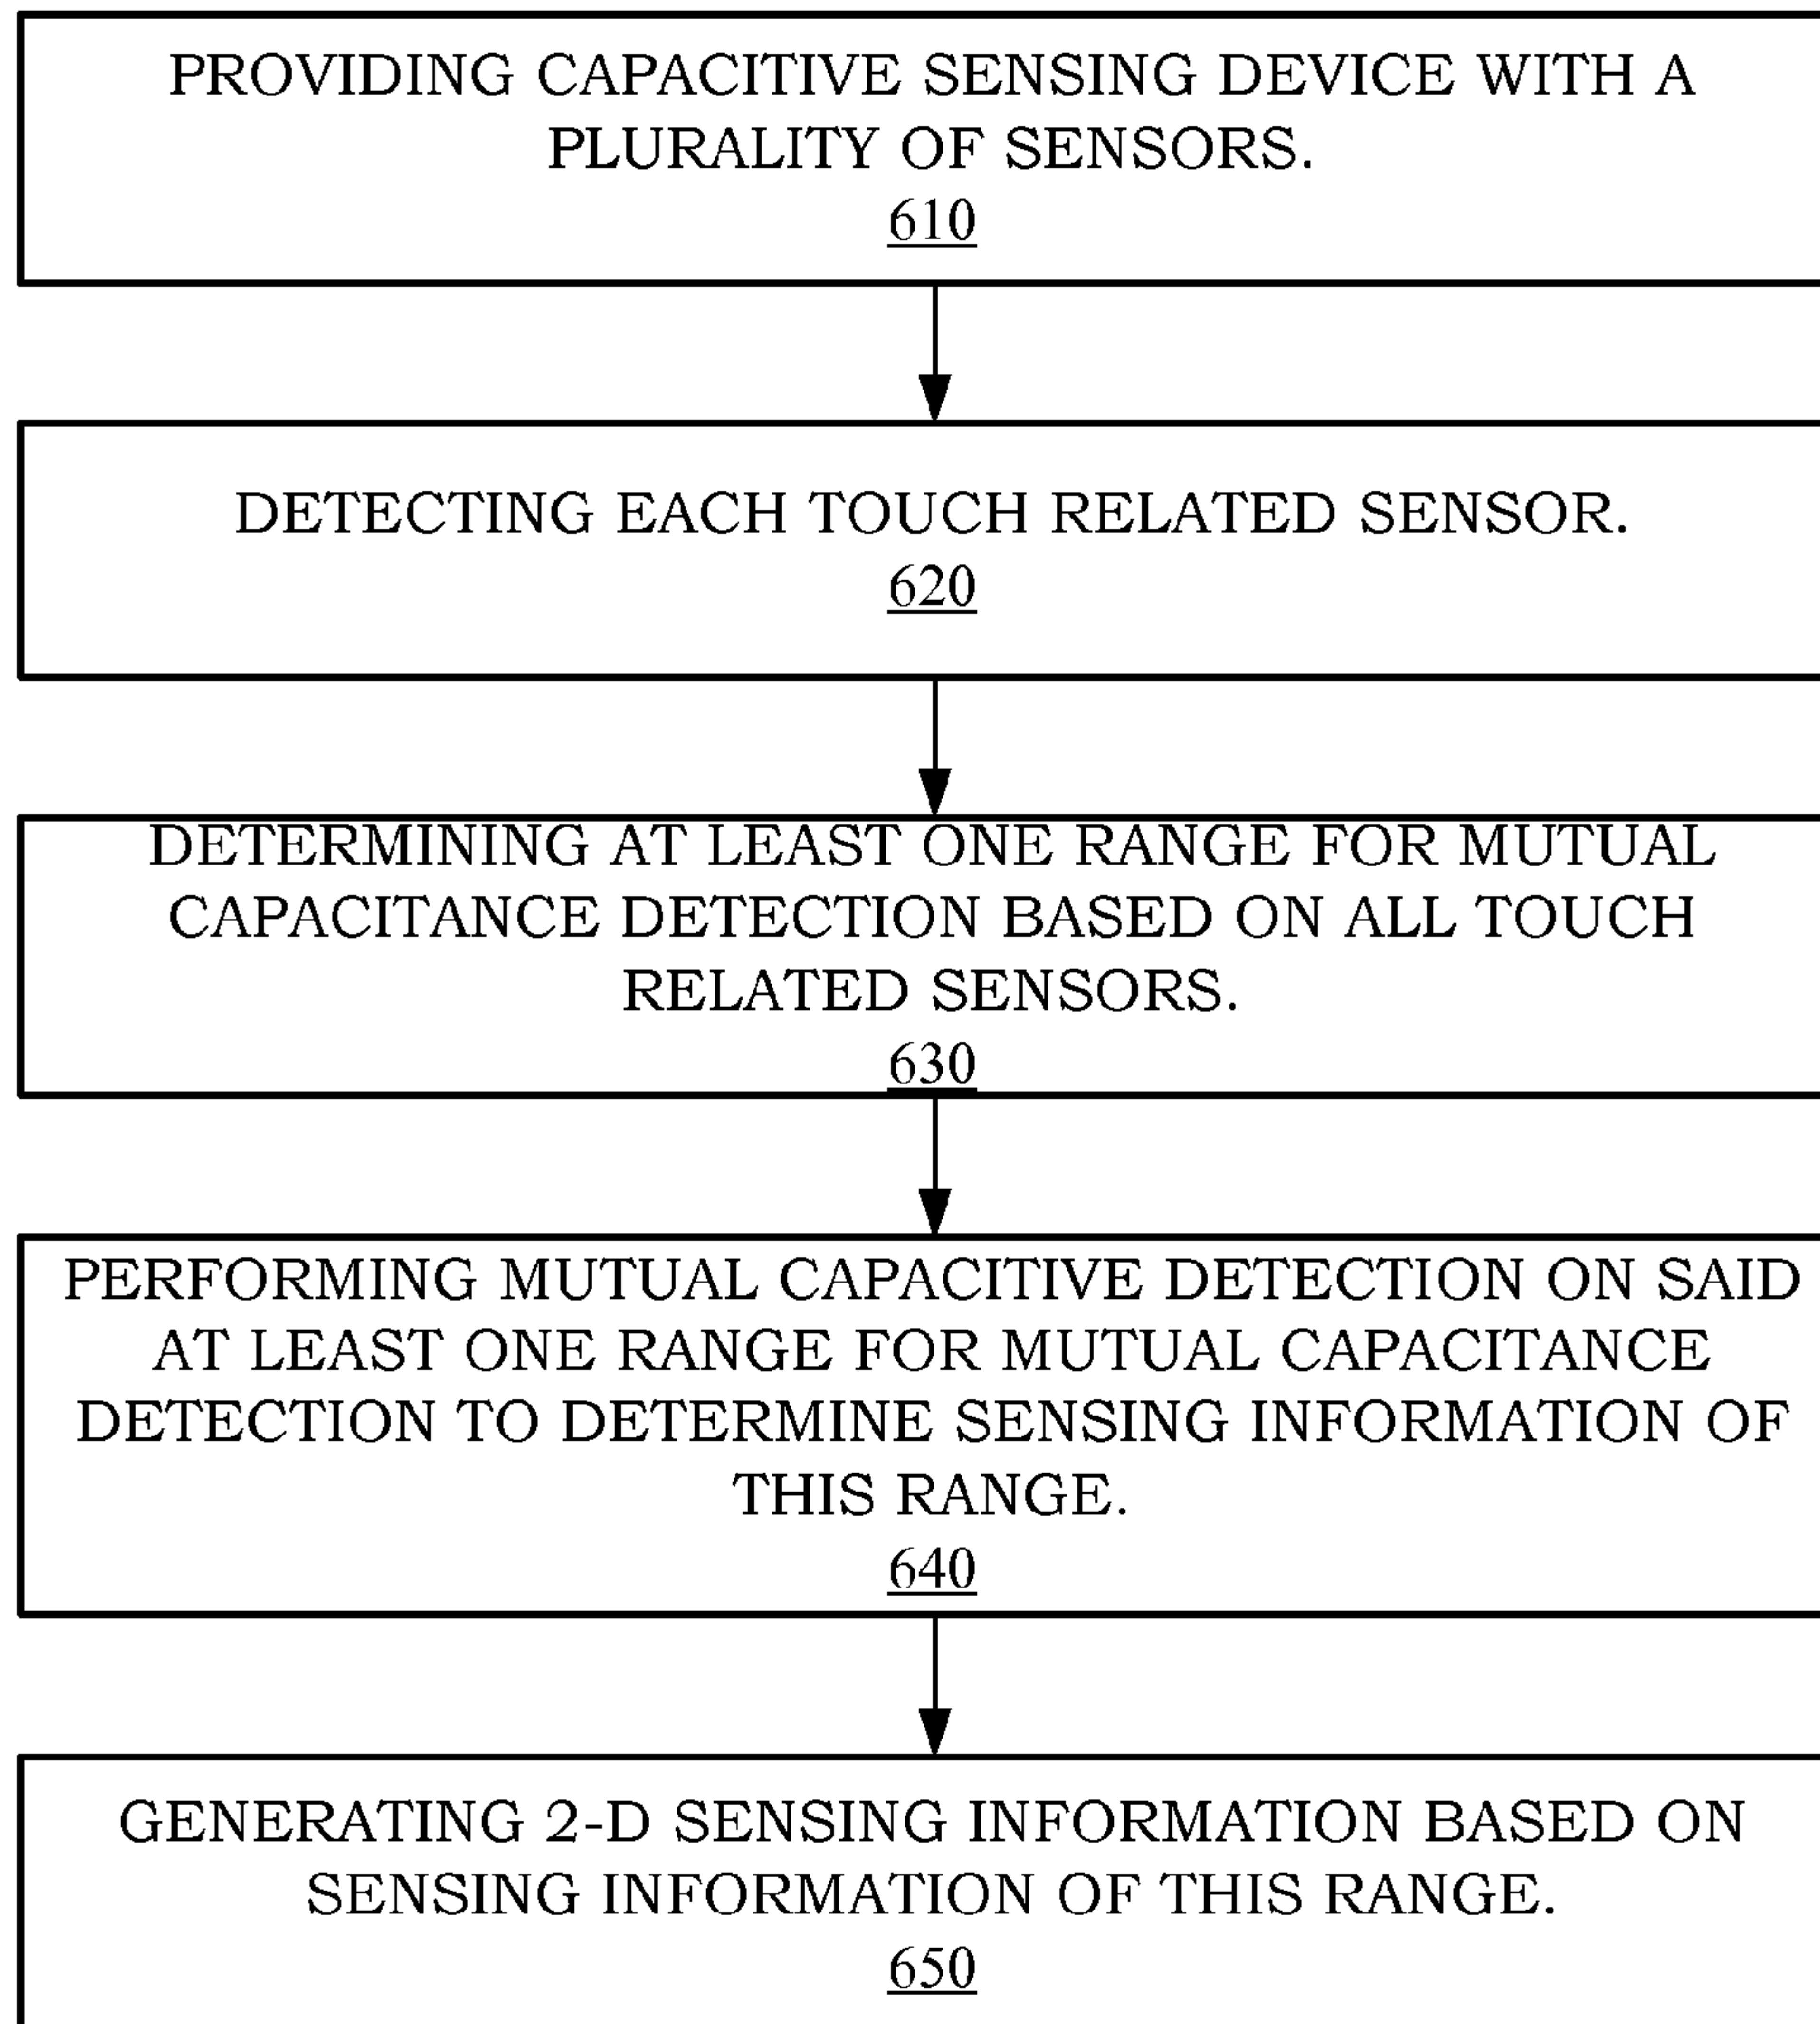 PROVIDING CAPACITIVE SENSING DEVICE WITH A
PLURALITY OF SENSORS.
610
DETECTING EACH TOUCH RELATED SENSOR.
620
DETERMINING AT LEAST ONE RANGE FOR MUTUAL
CAPACITANCE DETECTION BASED ON ALL TOUCH
RELATED SENSORS.
630
PERFORMING MUTUAL CAPACITIVE DETECTION ON SAID
AT LEAST ONE RANGE FOR MUTUAL CAPACITANCE
DETECTION TO DETERMINE SENSING INFORMATION OF
THIS RANGE.
640
GENERATING 2-D SENSING INFORMATION BASED ON
SENSING INFORMATION OF THIS RANGE.
650